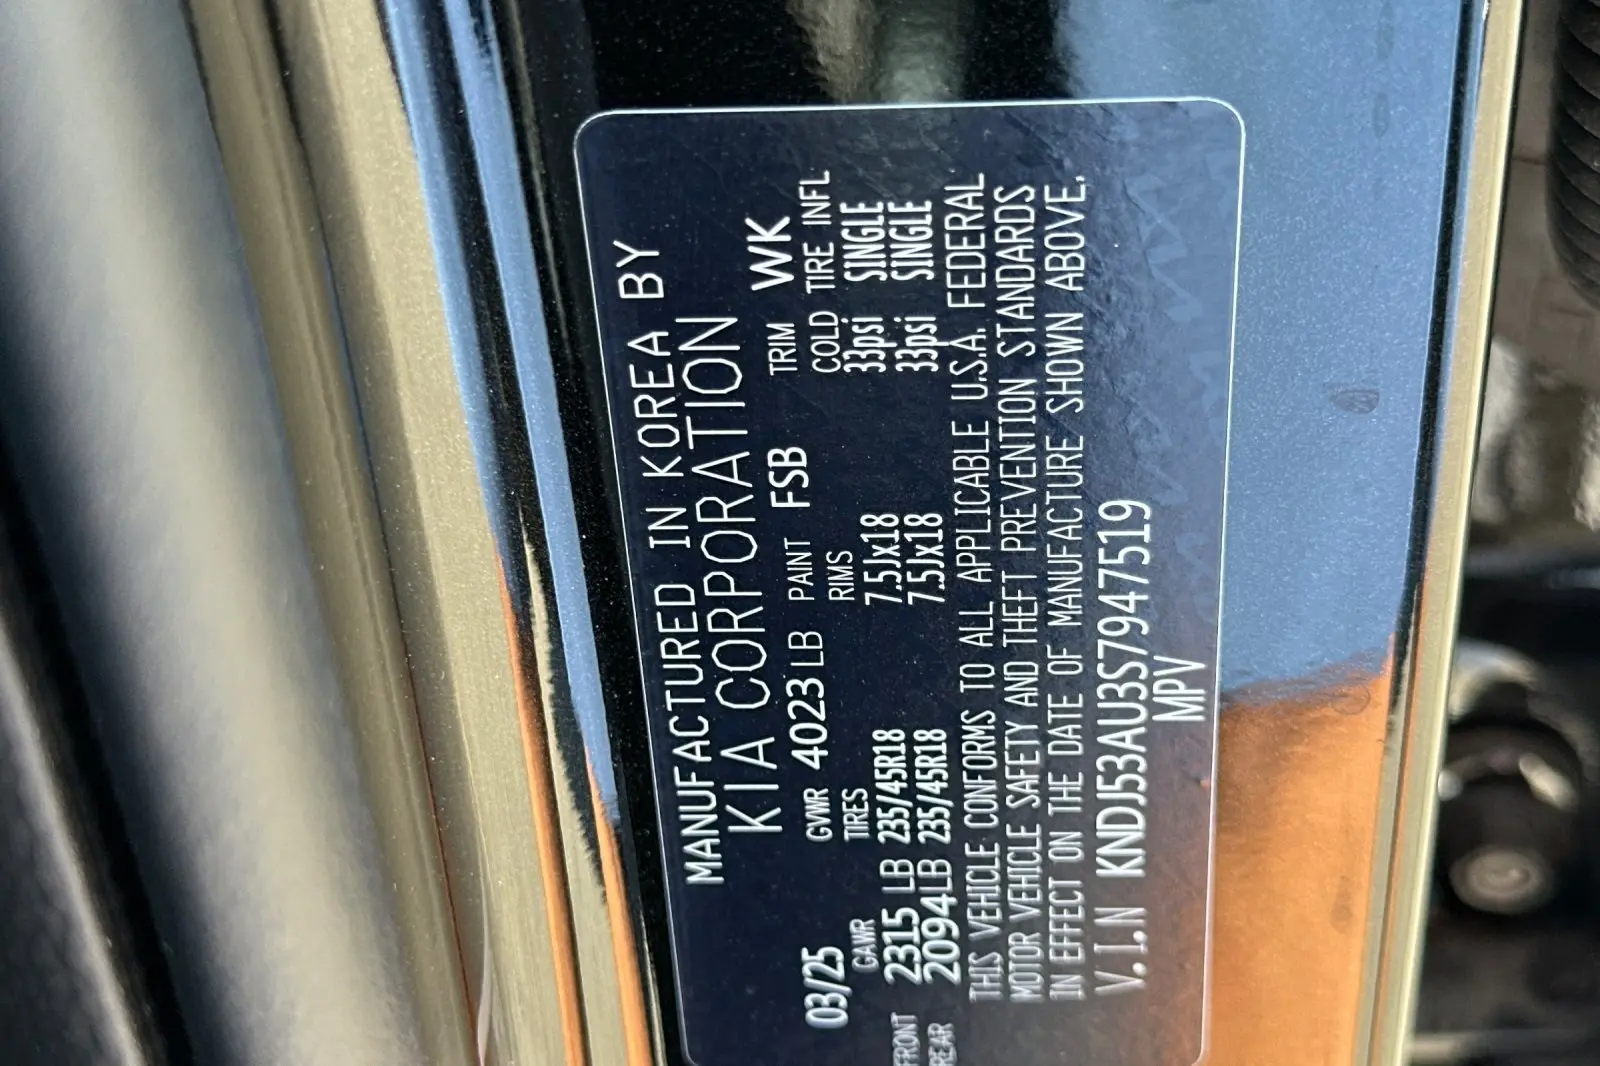 MANUFACTURED IN KOREA BY
KIA CORPORATION
03/25 GVWR 4023 LB PAINT FSB TRIM WK
GAWR TIRES RIMS COLD TIRE INFL
FRONT 2315 LB 235/45R18 7.5Jx18 33psi SINGLE
REAR 2094LB 235/45R18 7.5Jx18 33psi SINGLE
THIS VEHICLE CONFORMS TO ALL APPLICABLE U.S.A. FEDERAL
MOTOR VEHICLE SAFETY AND THEFT PREVENTION STANDARDS
IN EFFECT ON THE DATE OF MANUFACTURE SHOWN ABOVE.
V.I.N KNDJ53AU3S7947519
MPV